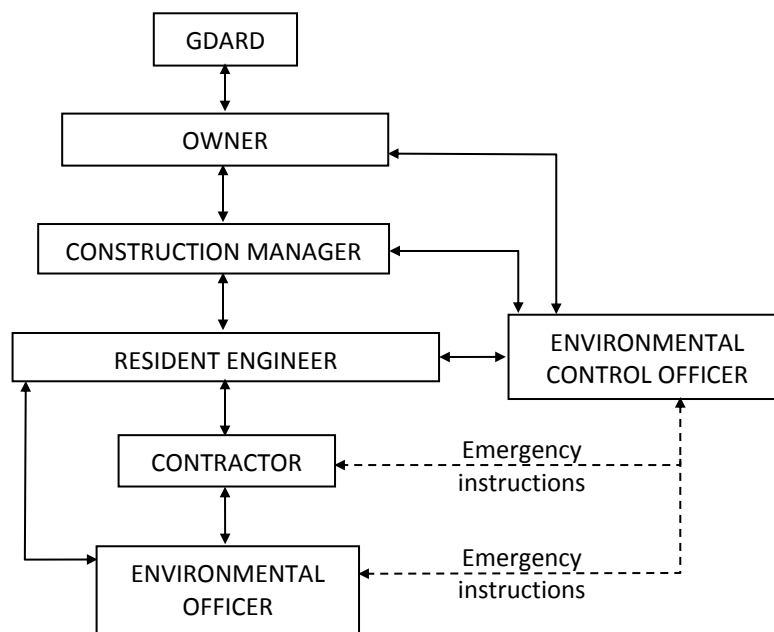 GDARD
OWNER
CONSTRUCTION MANAGER
RESIDENT ENGINEER
ENVIRONMENTAL
CONTROL OFFICER
CONTRACTOR
Emergency
instructions
ENVIRONMENTAL
OFFICER
Emergency
instructions